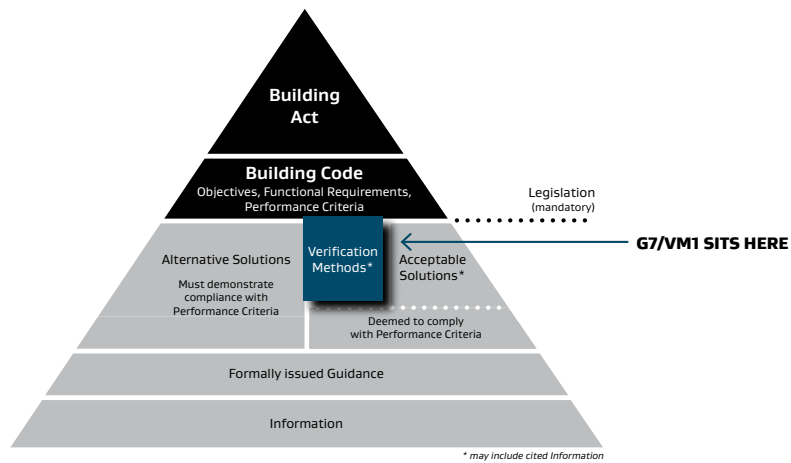 Building
Act
Building Code
Objectives, Functional Requirements,
Performance Criteria
Legislation
(mandatory)
G7/VM1 SITS HERE
Alternative Solutions
Must demonstrate
compliance with
Performance Criteria
Verification
Methods*
Acceptable
Solutions*
Deemed to comply
with Performance Criteria
Formally issued Guidance
Information
* may include cited Information